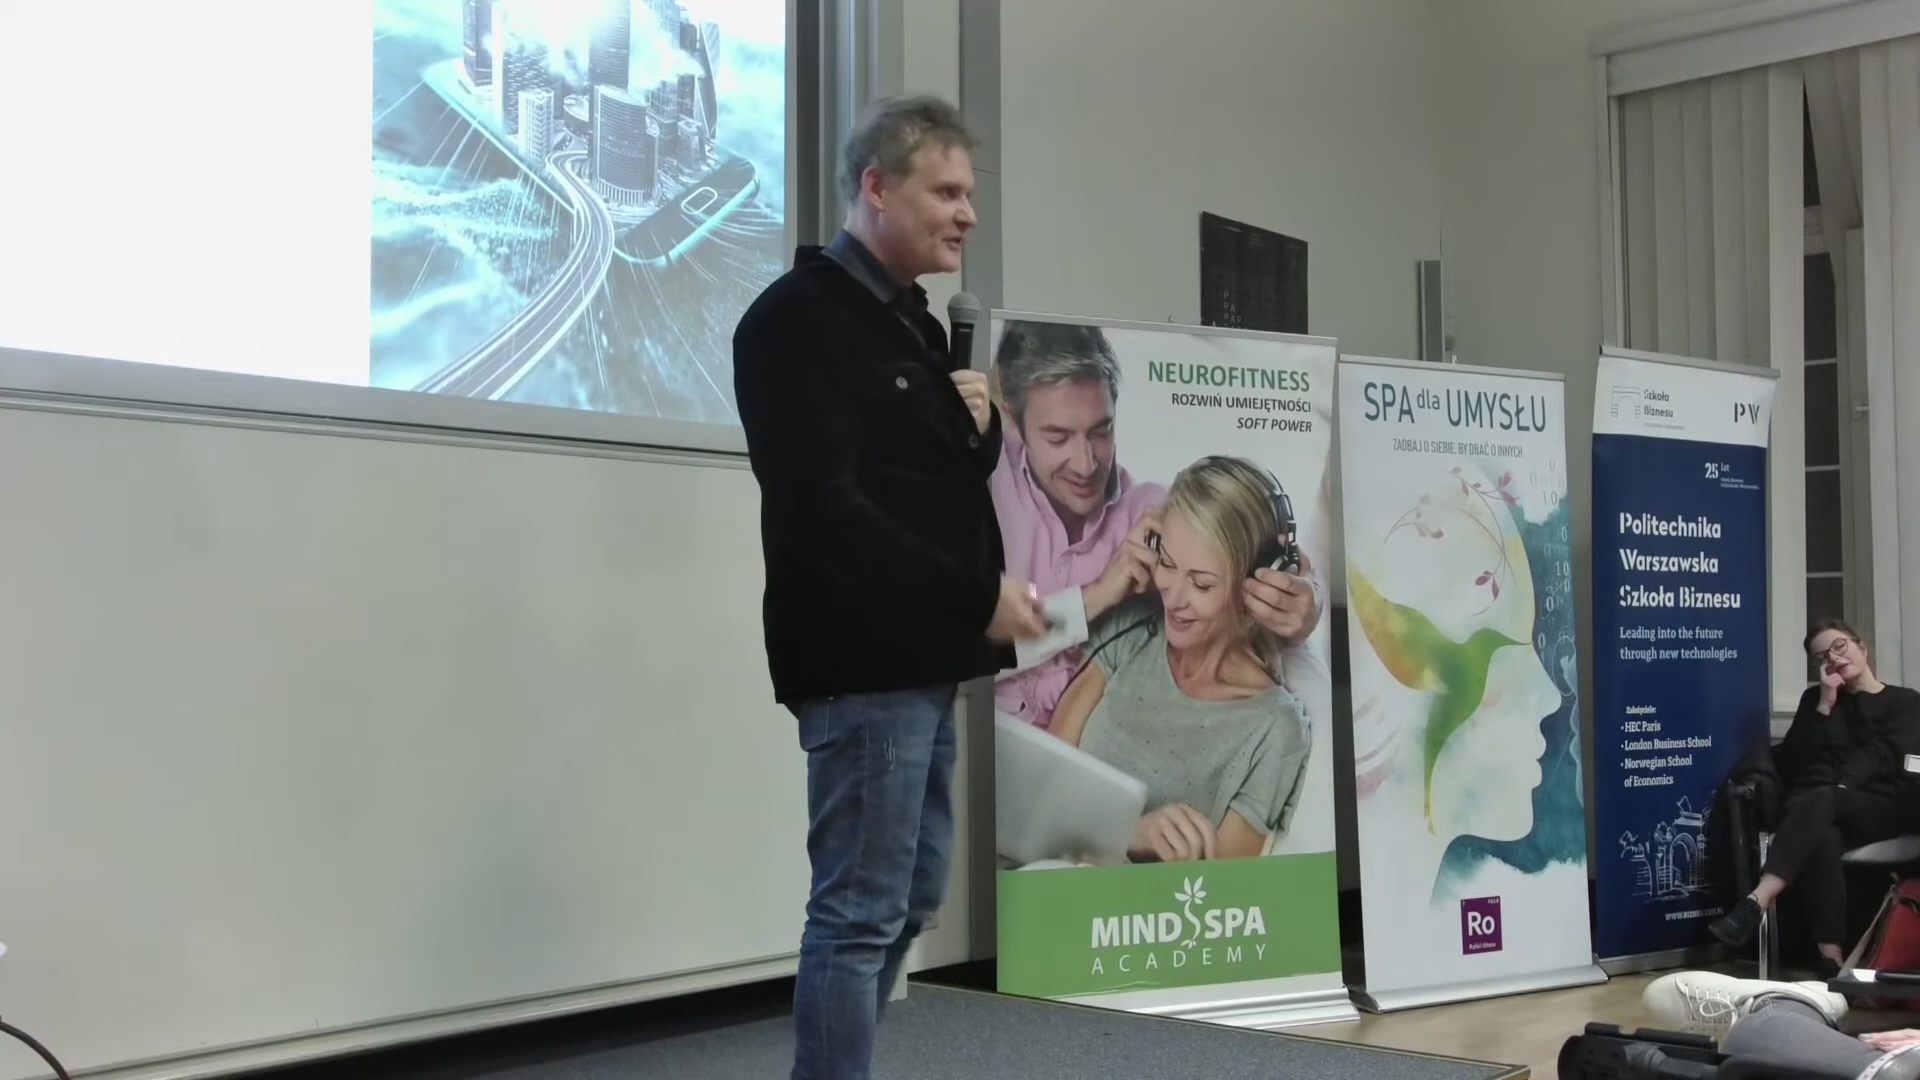 NEUROFITNESS
ROZWIŃ UMIEJĘTNOŚCI
SOFT POWER
MIND SPA
ACADEMY
SPA dla UMYSŁU
ZADBAJ O SIEBIE, BY DBAĆ O INNYCH
Ro
Rafał Ohme
Szkoła
Biznesu
PW
25 lat
Politechnika
Warszawska
Szkoła Biznesu
Leading into the future
through new technologies
Założyciele:
• HEC Paris
• London Business School
• Norwegian School
of Economics